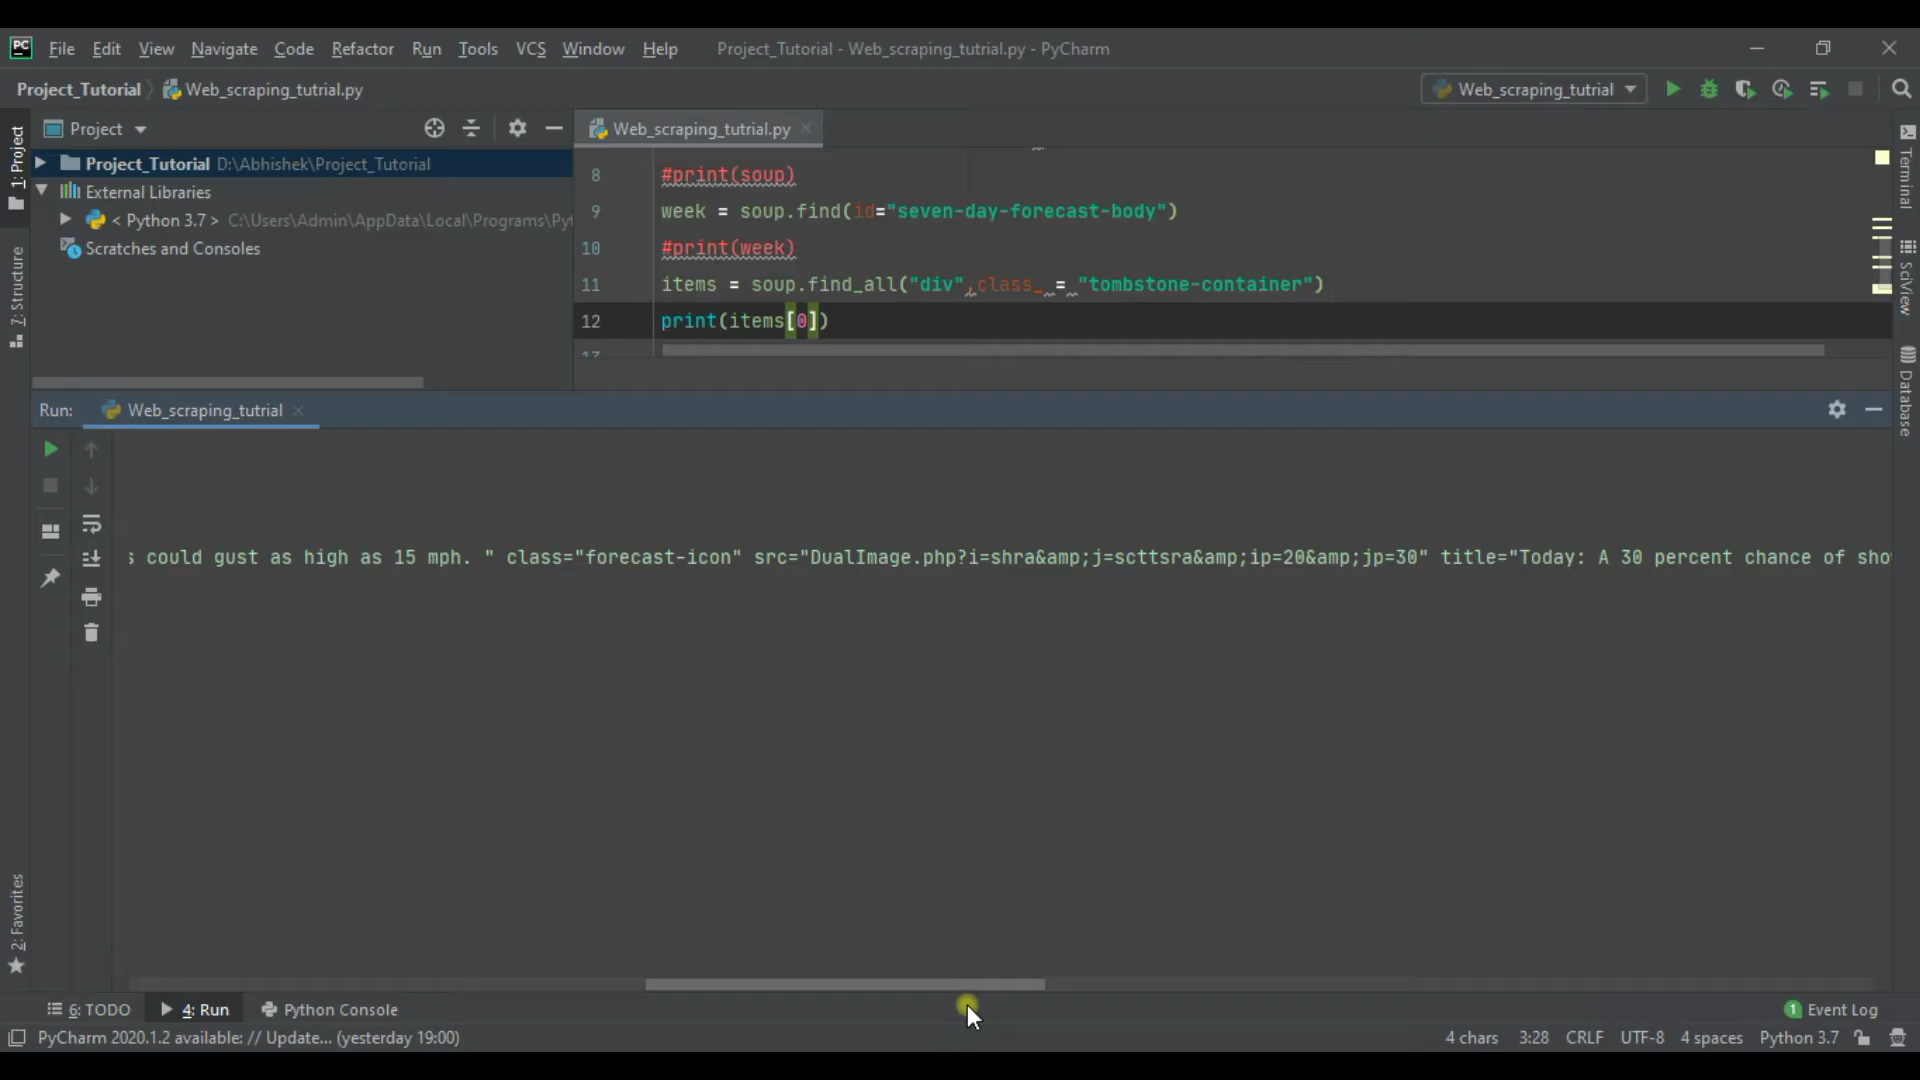 PC File Edit View Navigate Code Refactor Run Tools VCS Window Help Project_Tutorial - Web_scraping_tutrial.py - PyCharm
Project_Tutorial Web_scraping_tutrial.py Web_scraping_tutrial
1: Project
Project
Web_scraping_tutrial.py
Project_Tutorial D:\Abhishek\Project_Tutorial
External Libraries
< Python 3.7 > C:\Users\Admin\AppData\Local\Programs\Pyt
Scratches and Consoles
7: Structure
8 #print(soup)
9 week = soup.find(id="seven-day-forecast-body")
10 #print(week)
11 items = soup.find_all("div",class_ = "tombstone-container")
12 print(items[0])
Terminal
SciView
Database
Run: Web_scraping_tutrial
s could gust as high as 15 mph. " class="forecast-icon" src="DualImage.php?i=shra&amp;j=scttsra&amp;ip=20&amp;jp=30" title="Today: A 30 percent chance of sho
2: Favorites
6: TODO 4: Run Python Console 1 Event Log
PyCharm 2020.1.2 available: // Update... (yesterday 19:00) 4 chars 3:28 CRLF UTF-8 4 spaces Python 3.7